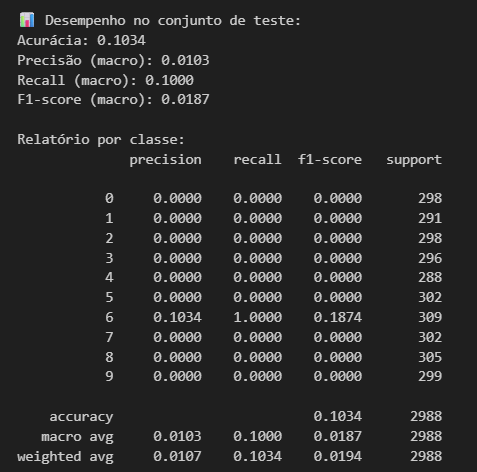 📊 Desempenho no conjunto de teste:
Acurácia: 0.1034
Precisão (macro): 0.0103
Recall (macro): 0.1000
F1-score (macro): 0.0187
Relatório por classe:
precision recall f1-score support
0 0.0000 0.0000 0.0000 298
1 0.0000 0.0000 0.0000 291
2 0.0000 0.0000 0.0000 298
3 0.0000 0.0000 0.0000 296
4 0.0000 0.0000 0.0000 288
5 0.0000 0.0000 0.0000 302
6 0.1034 1.0000 0.1874 309
7 0.0000 0.0000 0.0000 302
8 0.0000 0.0000 0.0000 305
9 0.0000 0.0000 0.0000 299
accuracy 0.1034 2988
macro avg 0.0103 0.1000 0.0187 2988
weighted avg 0.0107 0.1034 0.0194 2988